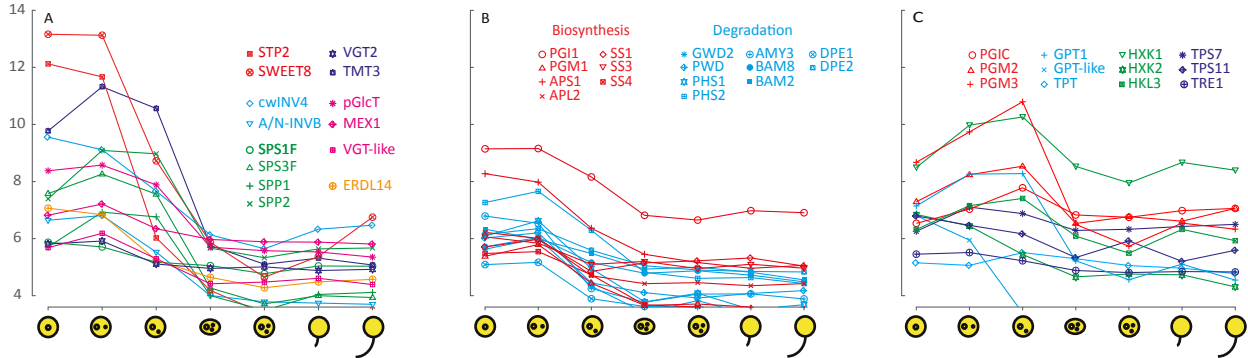 A
14
12
10
8
6
4
STP2
SWEET8
VGT2
TMT3
cwINV4
A/N-INVB
pGlcT
MEX1
SPS1F
SPS3F
SPP1
SPP2
VGT-like
ERDL14
B
Biosynthesis
PGI1
PGM1
APS1
APL2
SS1
SS3
SS4
Degradation
GWD2
PWD
PHS1
PHS2
AMY3
BAM8
BAM2
DPE1
DPE2
C
PGIC
PGM2
PGM3
GPT1
GPT-like
TPT
HXK1
HXK2
HKL3
TPS7
TPS11
TRE1